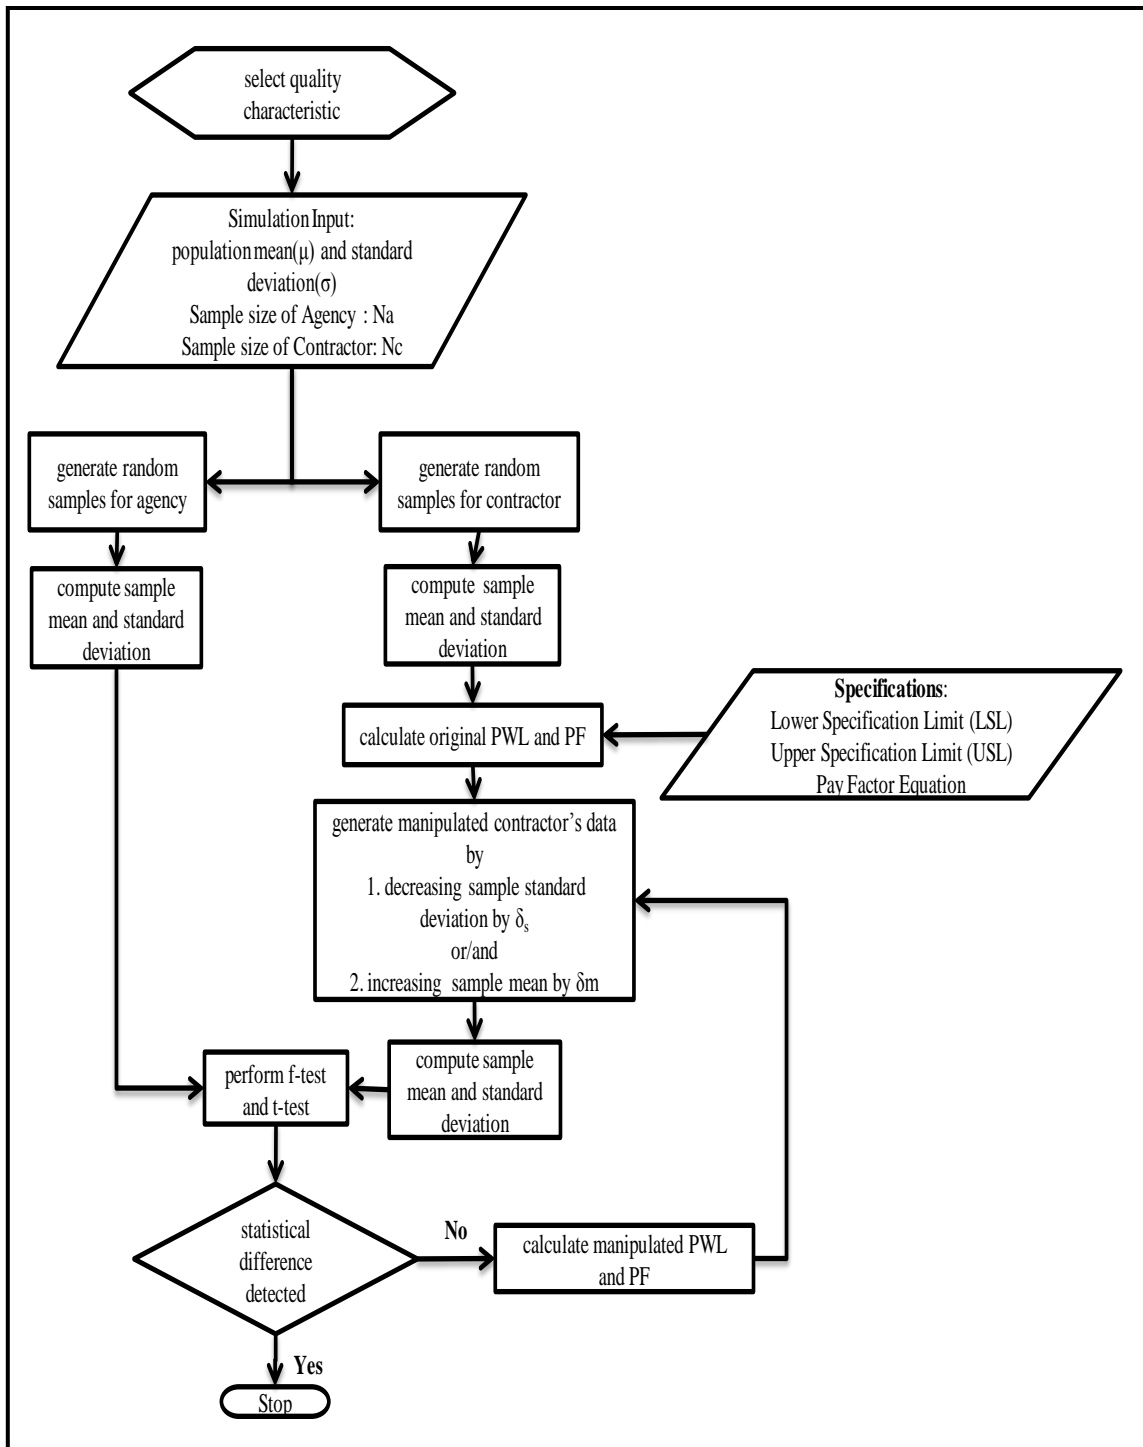 select quality
characteristic
Simulation Input:
population mean(μ) and standard
deviation(σ)
Sample size of Agency : Na
Sample size of Contractor: Nc
generate random
samples for agency
generate random
samples for contractor
compute sample
mean and standard
deviation
compute sample
mean and standard
deviation
calculate original PWL and PF
Specifications:
Lower Specification Limit (LSL)
Upper Specification Limit (USL)
Pay Factor Equation
generate manipulated contractor’s data
by
1. decreasing sample standard
deviation by δs
or/and
2. increasing sample mean by δm
perform f-test
and t-test
compute sample
mean and standard
deviation
statistical
difference
detected
No
calculate manipulated PWL
and PF
Yes
Stop